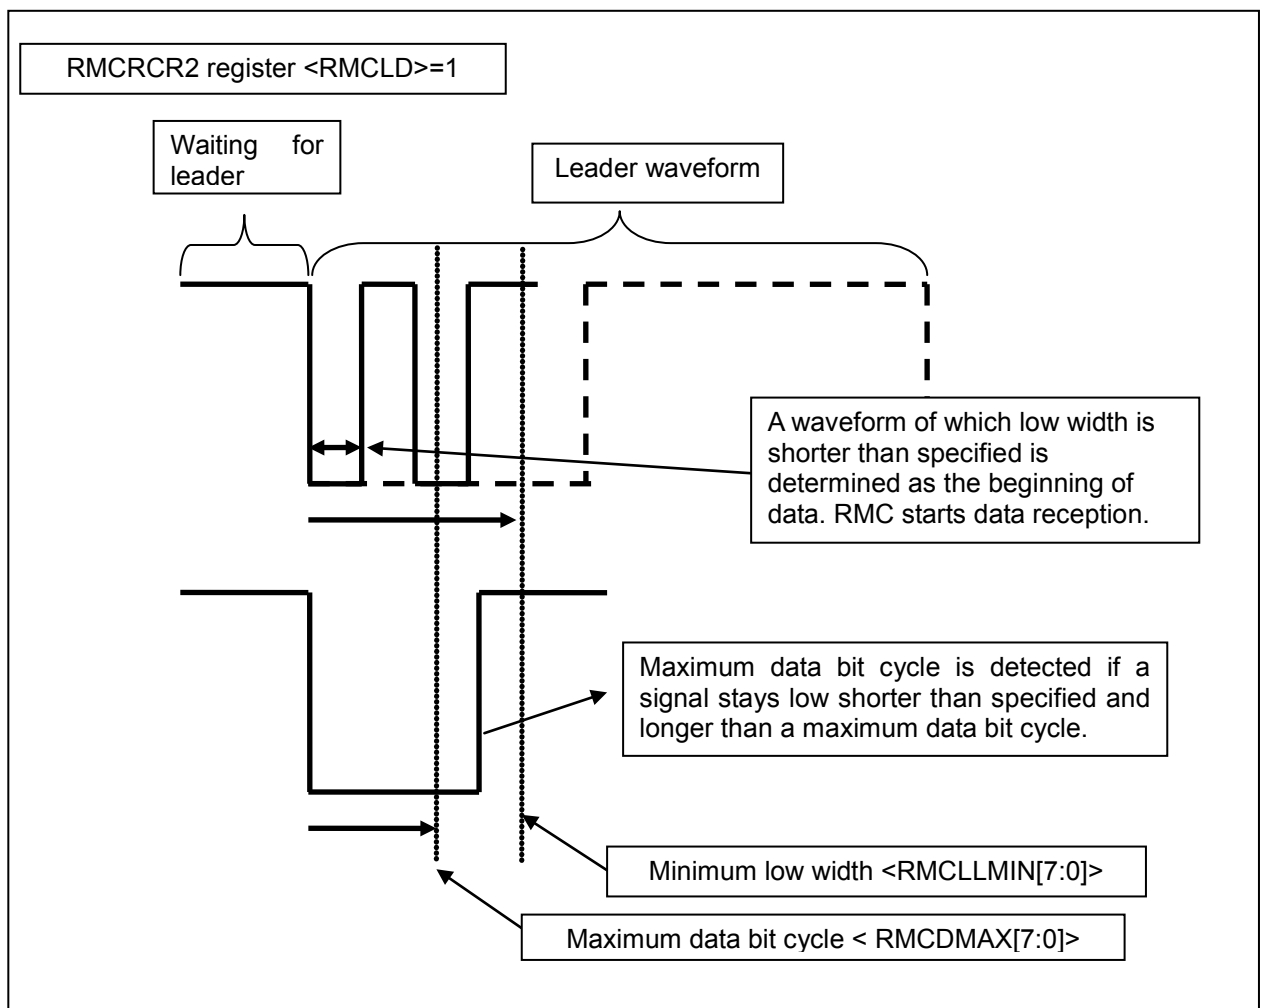 RMCRCR2 register <RMCLD>=1
Waiting for
leader
Leader waveform
A waveform of which low width is
shorter than specified is
determined as the beginning of
data. RMC starts data reception.
Maximum data bit cycle is detected if a
signal stays low shorter than specified and
longer than a maximum data bit cycle.
Minimum low width <RMCLLMIN[7:0]>
Maximum data bit cycle < RMCDMAX[7:0]>